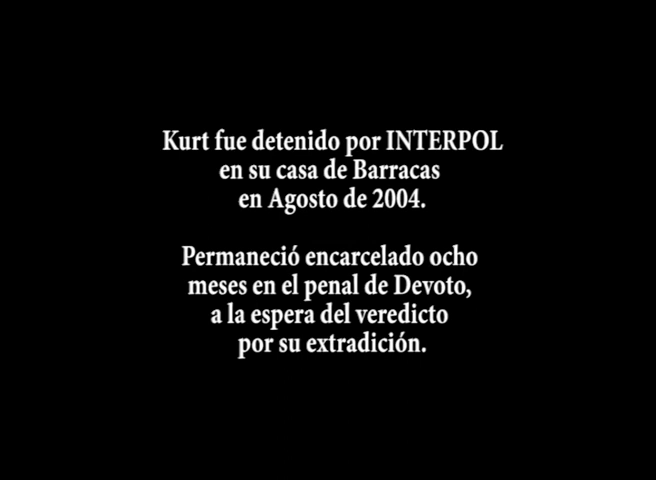 Kurt fue detenido por INTERPOL
en su casa de Barracas
en Agosto de 2004.
Permaneció encarcelado ocho
meses en el penal de Devoto,
a la espera del veredicto
por su extradición.